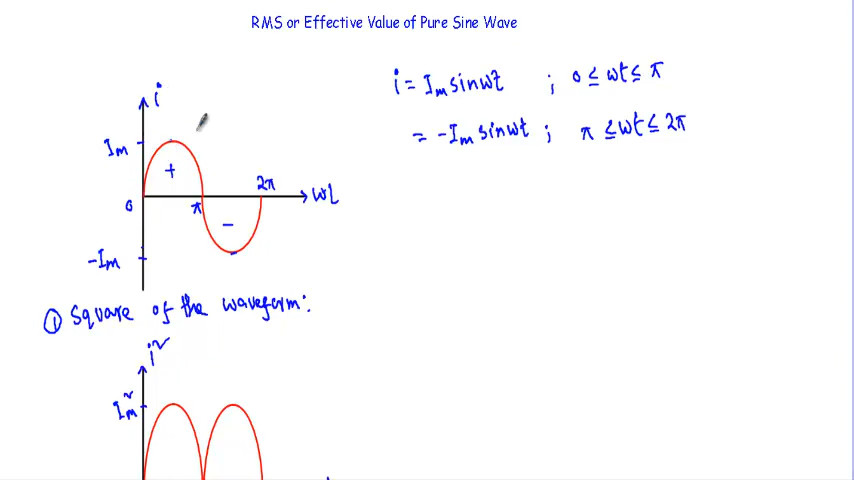 RMS or Effective Value of Pure Sine Wave
i = Im sinωt ; 0 ≤ ωt ≤ π
= -Im sinωt ; π ≤ ωt ≤ 2π
i
Im
+
2π
0
π
ωt
-
-Im
① Square of the waveform:
i²
Im²